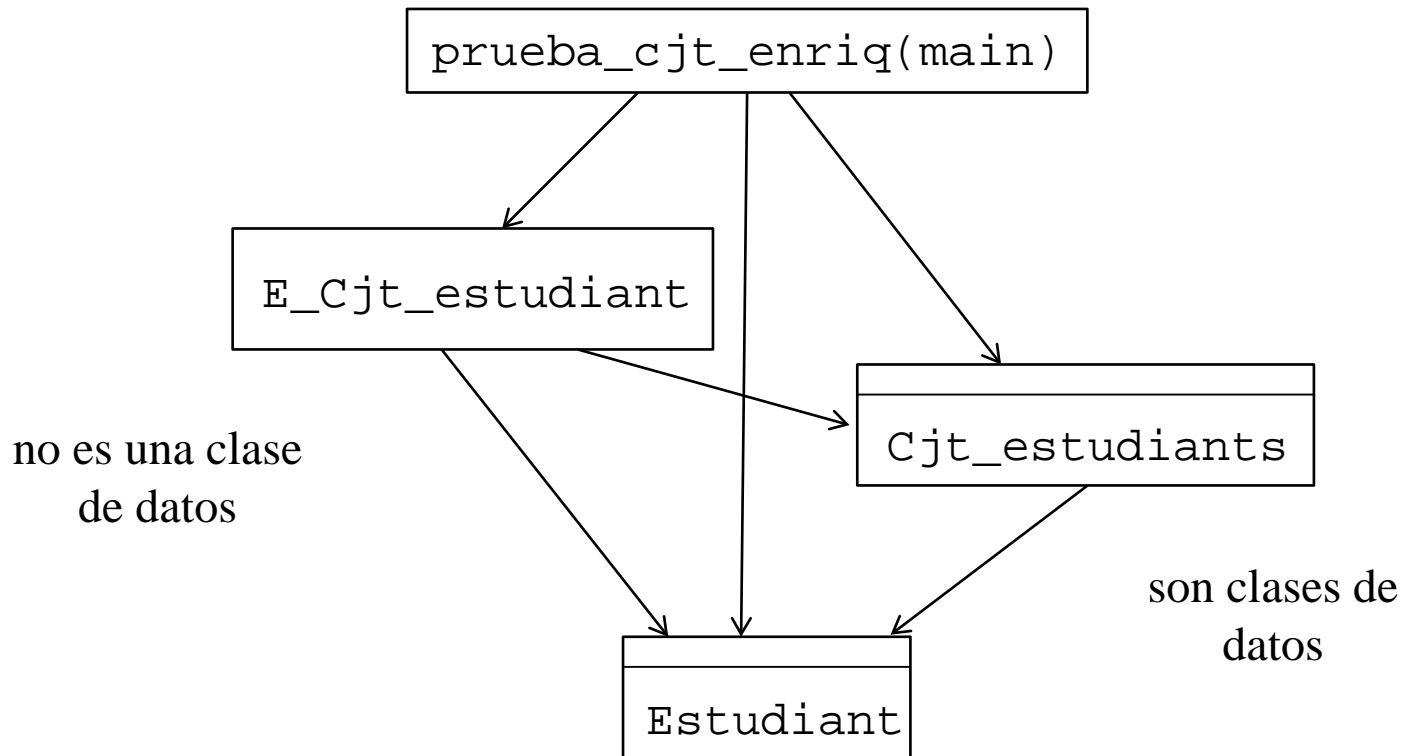 prueba_cjt_enriq(main)
E_Cjt_estudiant
Cjt_estudiants
no es una clase
de datos
son clases de
datos
Estudiant